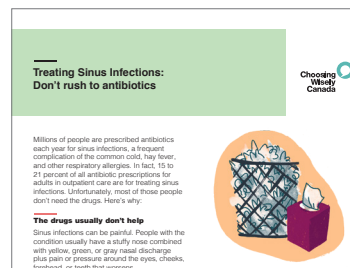 Treating Sinus Infections:
Don't rush to antibiotics
Choosing
Wisely
Canada
Millions of people are prescribed antibiotics
each year for sinus infections, a frequent
complication of the common cold, hay fever,
and other respiratory allergies. In fact, 15 to
21 percent of all antibiotic prescriptions for
adults in outpatient care are for treating sinus
infections. Unfortunately, most of those people
don't need the drugs. Here's why:
The drugs usually don't help
Sinus infections can be painful. People with the
condition usually have a stuffy nose combined
with yellow, green, or gray nasal discharge
plus pain or pressure around the eyes, cheeks,
forehead, or teeth that worsens